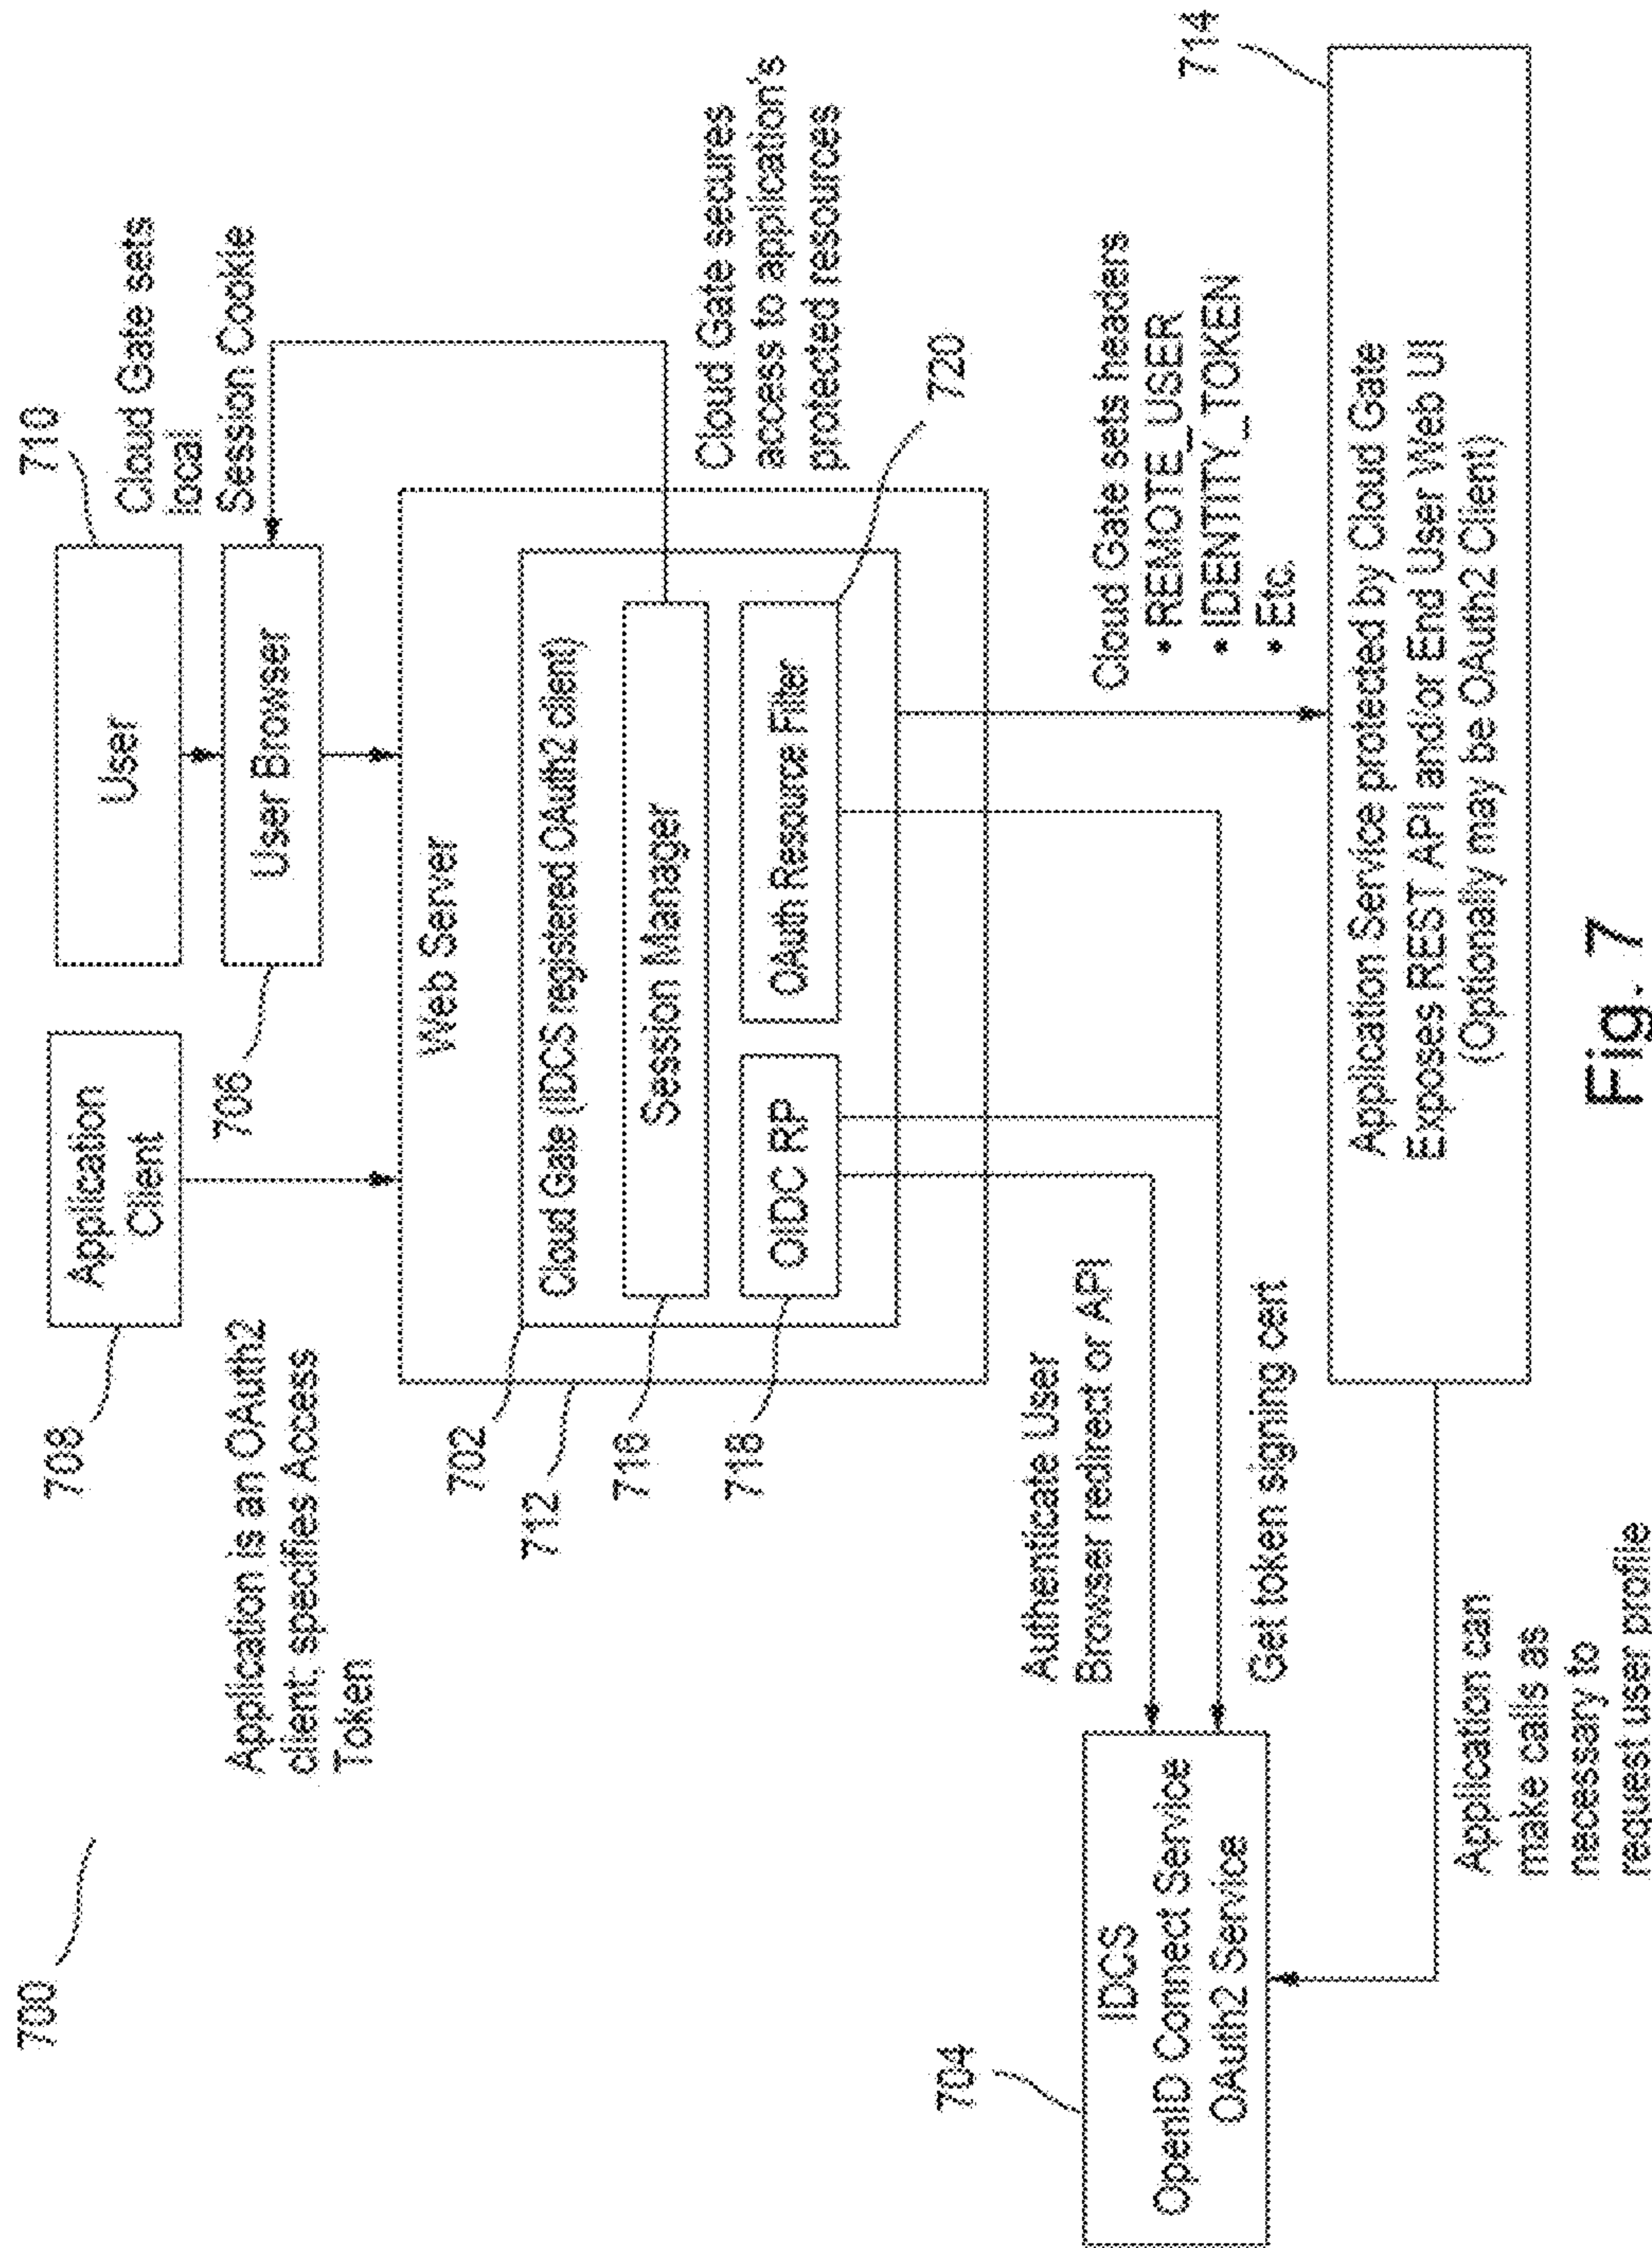 700
708
Application
Client
Application is an OAuth2
client; specifies Access
Token
710
User
User Browser
706
Cloud Gate sets
local
Session Cookie
Web Server
702
712
Cloud Gate (IDCS registered OAuth2 client)
Session Manager
716
OIDC RP
718
OAuth Resource Filter
720
Cloud Gate secures
access to application's
protected resources
Authenticate User
Browser redirect or API
Get token signing cert
Cloud Gate sets headers
• REMOTE_USER
• IDENTITY_TOKEN
• Etc.
704
IDCS
OpenID Connect Service
OAuth2 Service
714
Application Service protected by Cloud Gate
Exposes REST API and/or End User Web UI
(Optionally may be OAuth2 Client)
Application can
make calls as
necessary to
request user profile
Fig. 7